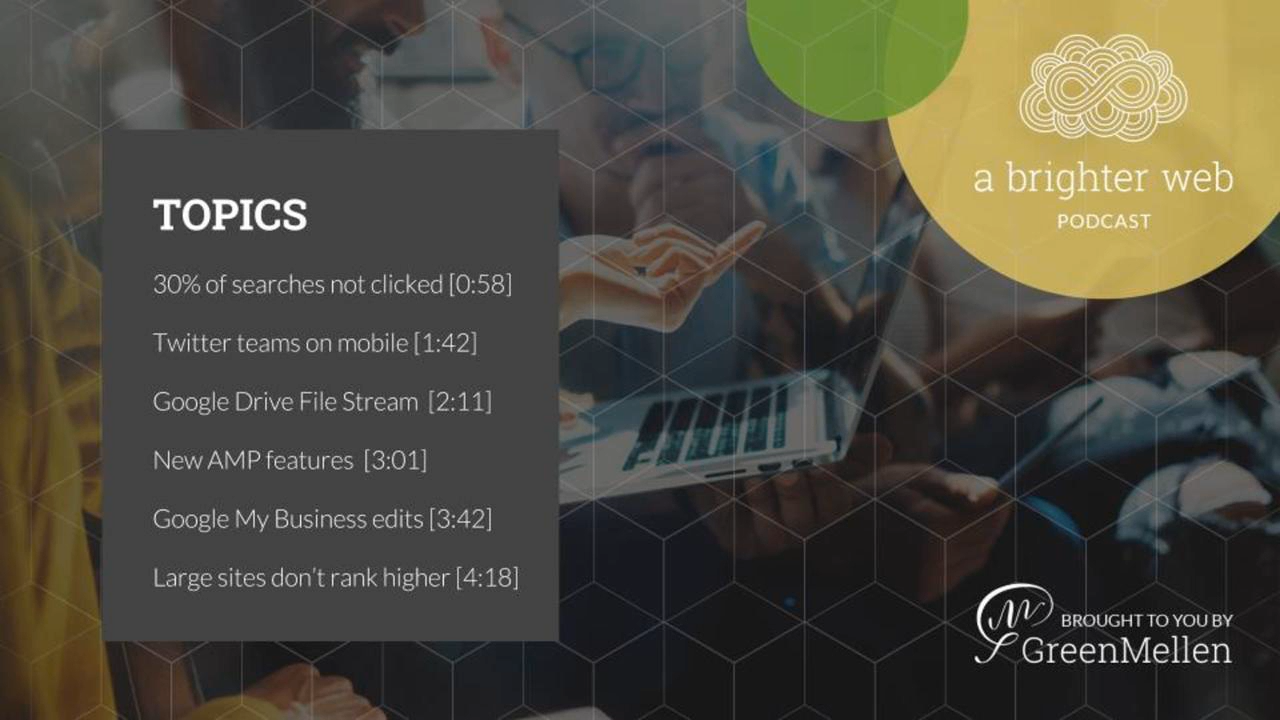 TOPICS
30% of searches not clicked [0:58]
Twitter teams on mobile [1:42]
Google Drive File Stream [2:11]
New AMP features [3:01]
Google My Business edits [3:42]
Large sites don't rank higher [4:18]
a brighter web
PODCAST
BROUGHT TO YOU BY
GreenMellen